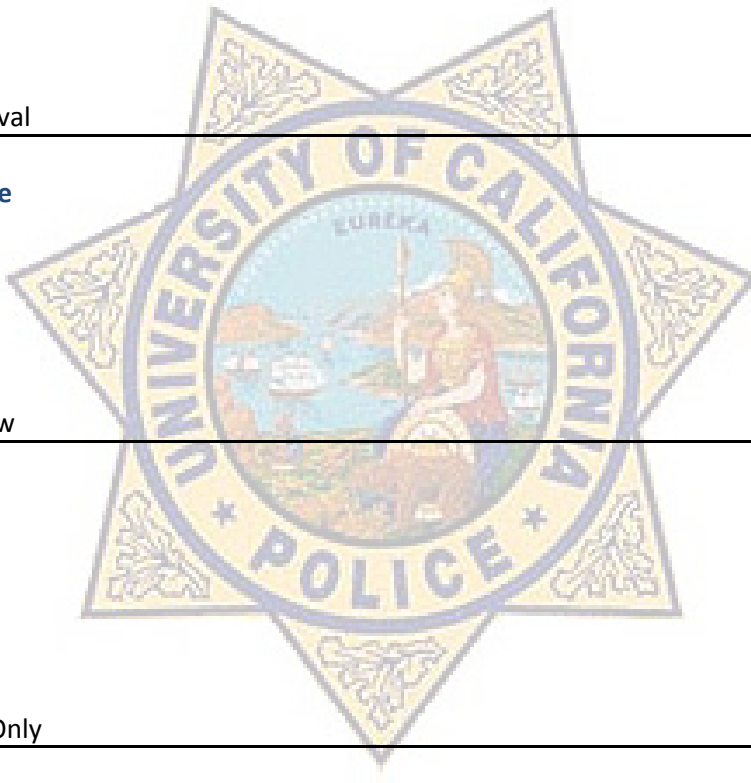 val
e
EUREKA
UNIVERSITY OF CALIFORNIA
w
* POLICE *
Only